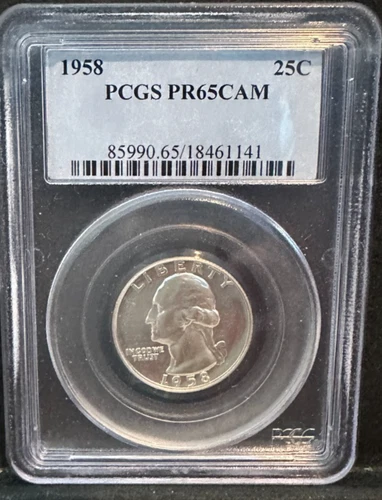 1958 25C
PCGS PR65CAM
85990.65/18461141
LIBERTY
IN GOD WE
TRUST
1958
PCGS